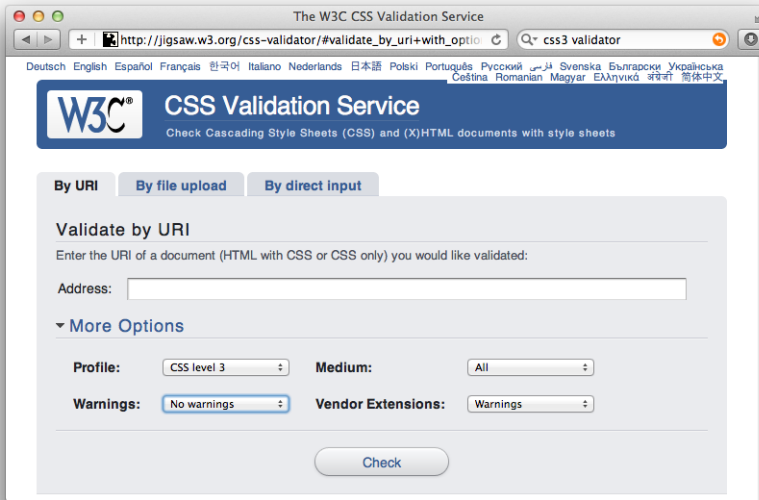 The W3C CSS Validation Service
http://jigsaw.w3.org/css-validator/#validate_by_uri+with_optio
css3 validator
Deutsch English Español Français 한국어 Italiano Nederlands 日本語 Polski Português Русский فارسی Svenska Български Українська
Čeština Romanian Magyar Ελληνικά अंग्रेजी 简体中文
W3C®
CSS Validation Service
Check Cascading Style Sheets (CSS) and (X)HTML documents with style sheets
By URI By file upload By direct input
Validate by URI
Enter the URI of a document (HTML with CSS or CSS only) you would like validated:
Address:
More Options
Profile: CSS level 3 Medium: All
Warnings: No warnings Vendor Extensions: Warnings
Check